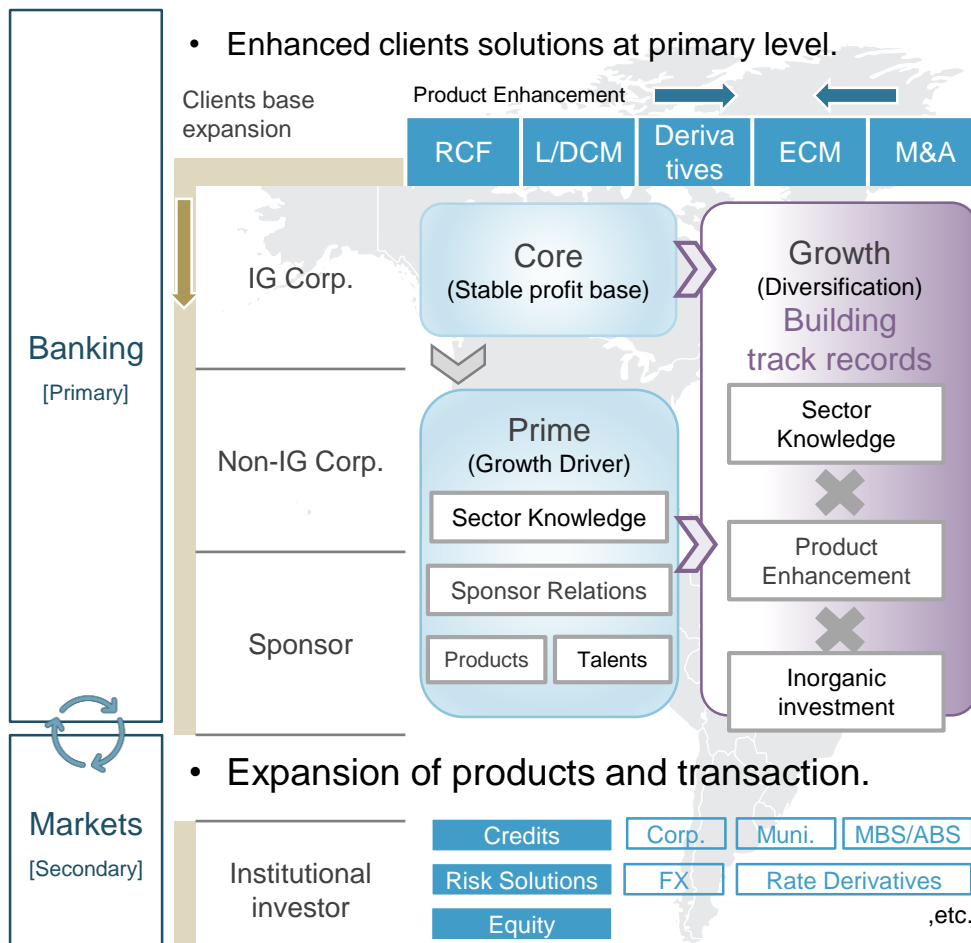 • Enhanced clients solutions at primary level.
Clients base
expansion
Product Enhancement
RCF
L/DCM
Deriva
tives
ECM
M&A
Banking
[Primary]
IG Corp.
Core
(Stable profit base)
Growth
(Diversification)
Building
track records
Non-IG Corp.
Prime
(Growth Driver)
Sector Knowledge
Sponsor Relations
Products
Talents
Sector
Knowledge
Product
Enhancement
Inorganic
investment
Sponsor
• Expansion of products and transaction.
Markets
[Secondary]
Institutional
investor
Credits
Corp.
Muni.
MBS/ABS
Risk Solutions
FX
Rate Derivatives
Equity
,etc.